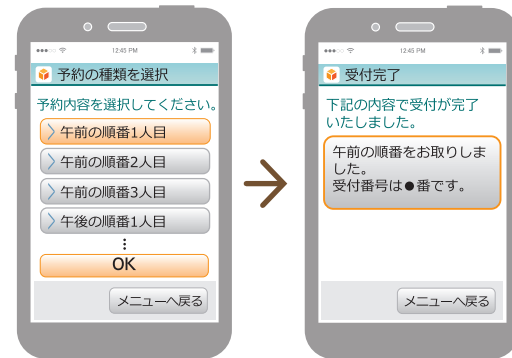 12:45 PM
予約の種類を選択
予約内容を選択してください。
午前の順番1人目
午前の順番2人目
午前の順番3人目
午後の順番1人目
⋮
OK
メニューへ戻る
12:45 PM
受付完了
下記の内容で受付が完了
いたしました。
午前の順番をお取りしま
した。
受付番号は●番です。
メニューへ戻る